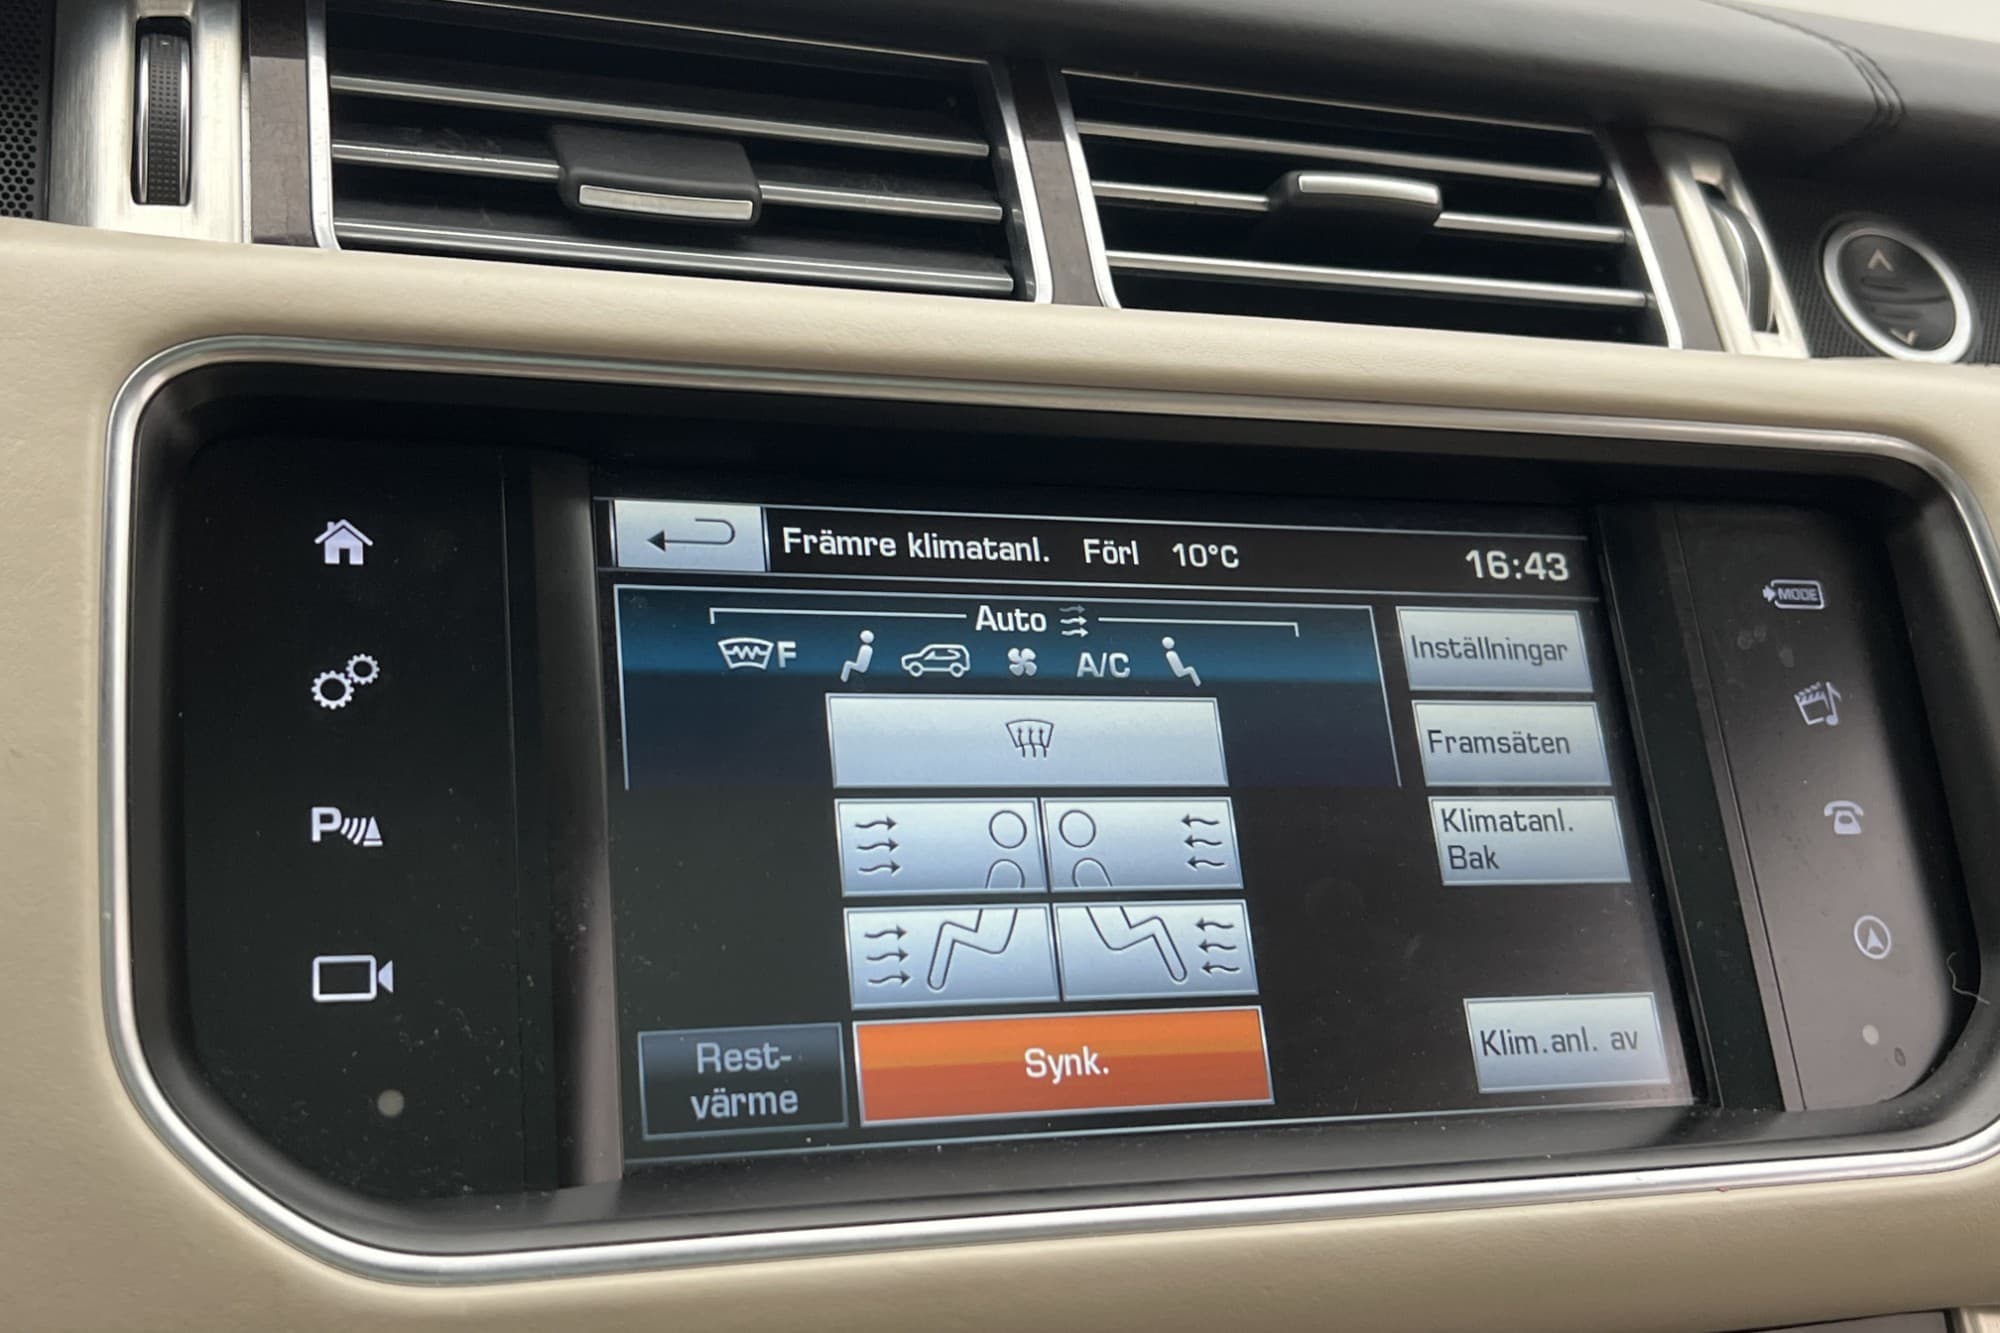 Främre klimatanl. Förl 10°C 16:43
Auto
F A/C
Inställningar
Framsäten
Klimatanl.
Bak
Rest-
värme
Synk.
Klim.anl. av
P
MODE